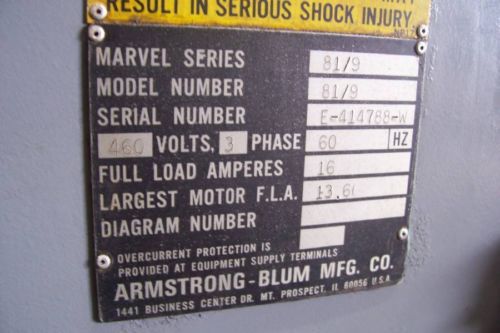 RESULT IN SERIOUS SHOCK INJURY
MARVEL SERIES 81/9
MODEL NUMBER 81/9
SERIAL NUMBER E-414788-W
460 VOLTS, 3 PHASE 60 HZ
FULL LOAD AMPERES 16
LARGEST MOTOR F.L.A. 13.6
DIAGRAM NUMBER
OVERCURRENT PROTECTION IS
PROVIDED AT EQUIPMENT SUPPLY TERMINALS
ARMSTRONG-BLUM MFG. CO.
1441 BUSINESS CENTER DR. MT. PROSPECT, IL 60056 U.S.A.